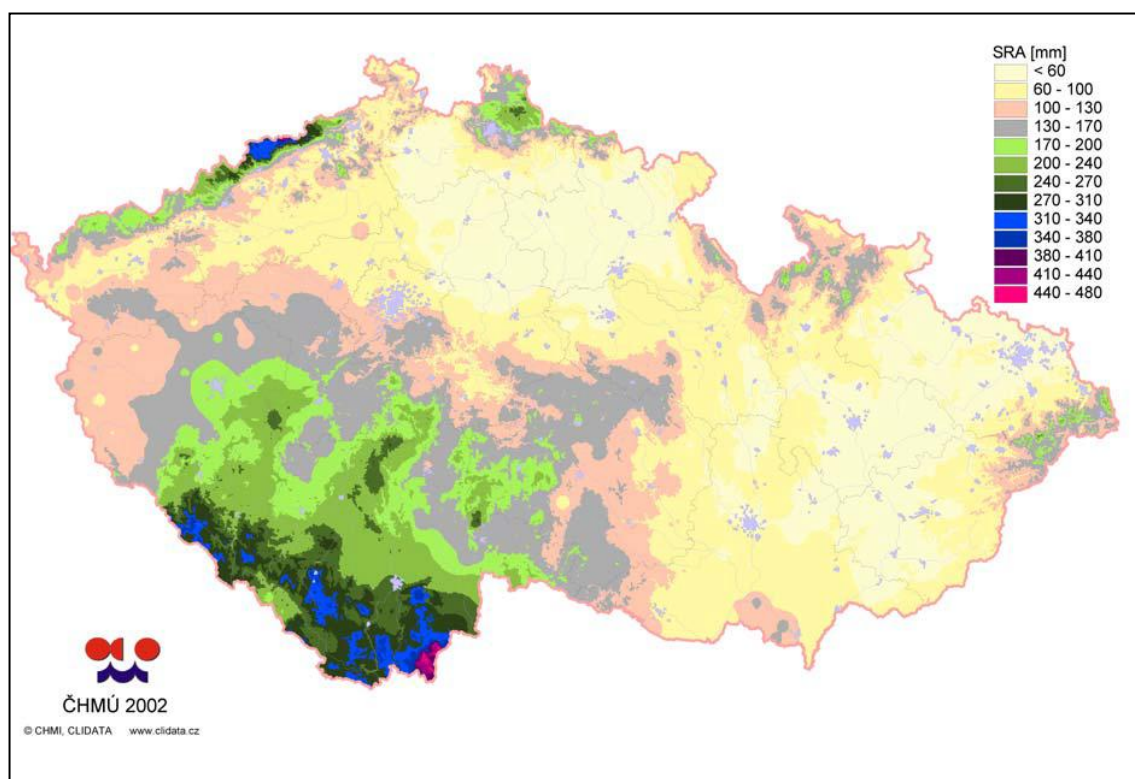 SRA [mm]
< 60
60 - 100
100 - 130
130 - 170
170 - 200
200 - 240
240 - 270
270 - 310
310 - 340
340 - 380
380 - 410
410 - 440
440 - 480
ČHMÚ 2002
© CHMI, CLIDATA www.clidata.cz